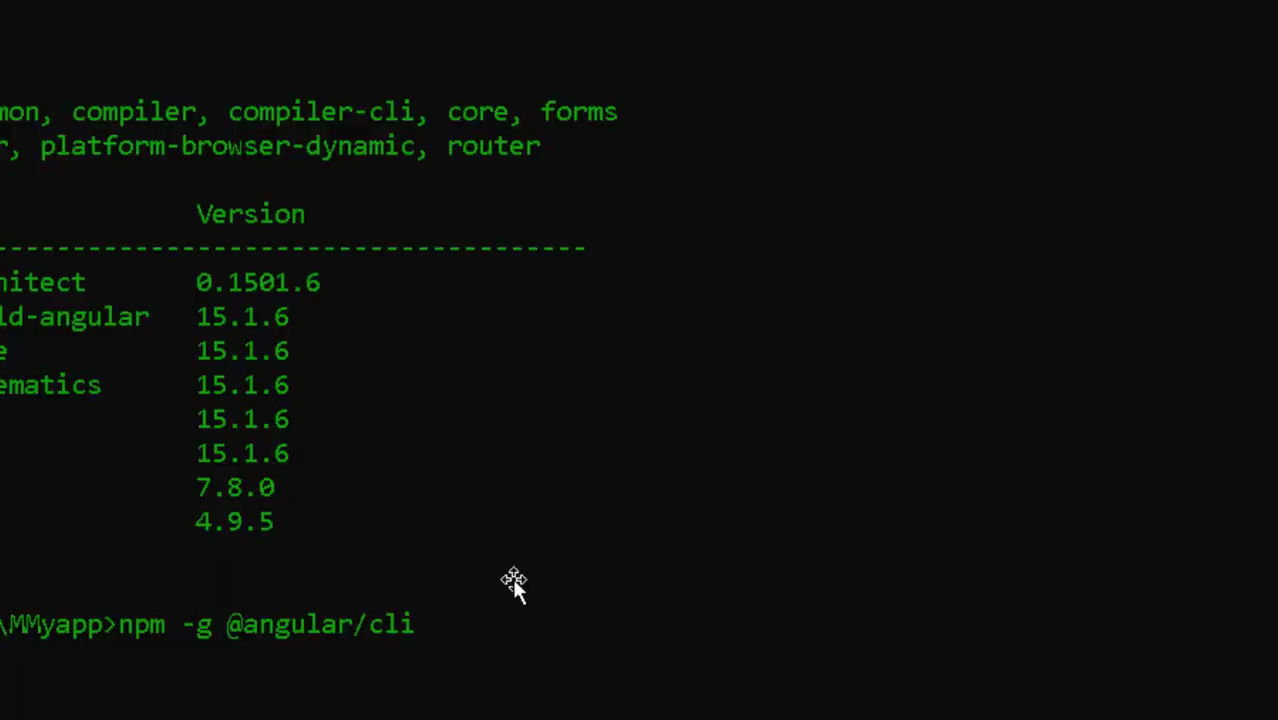 mon, compiler, compiler-cli, core, forms
r, platform-browser-dynamic, router
Version
---------------------------------------
hitect 0.1501.6
ld-angular 15.1.6
e 15.1.6
ematics 15.1.6
15.1.6
15.1.6
7.8.0
4.9.5
\MMyapp>npm -g @angular/cli